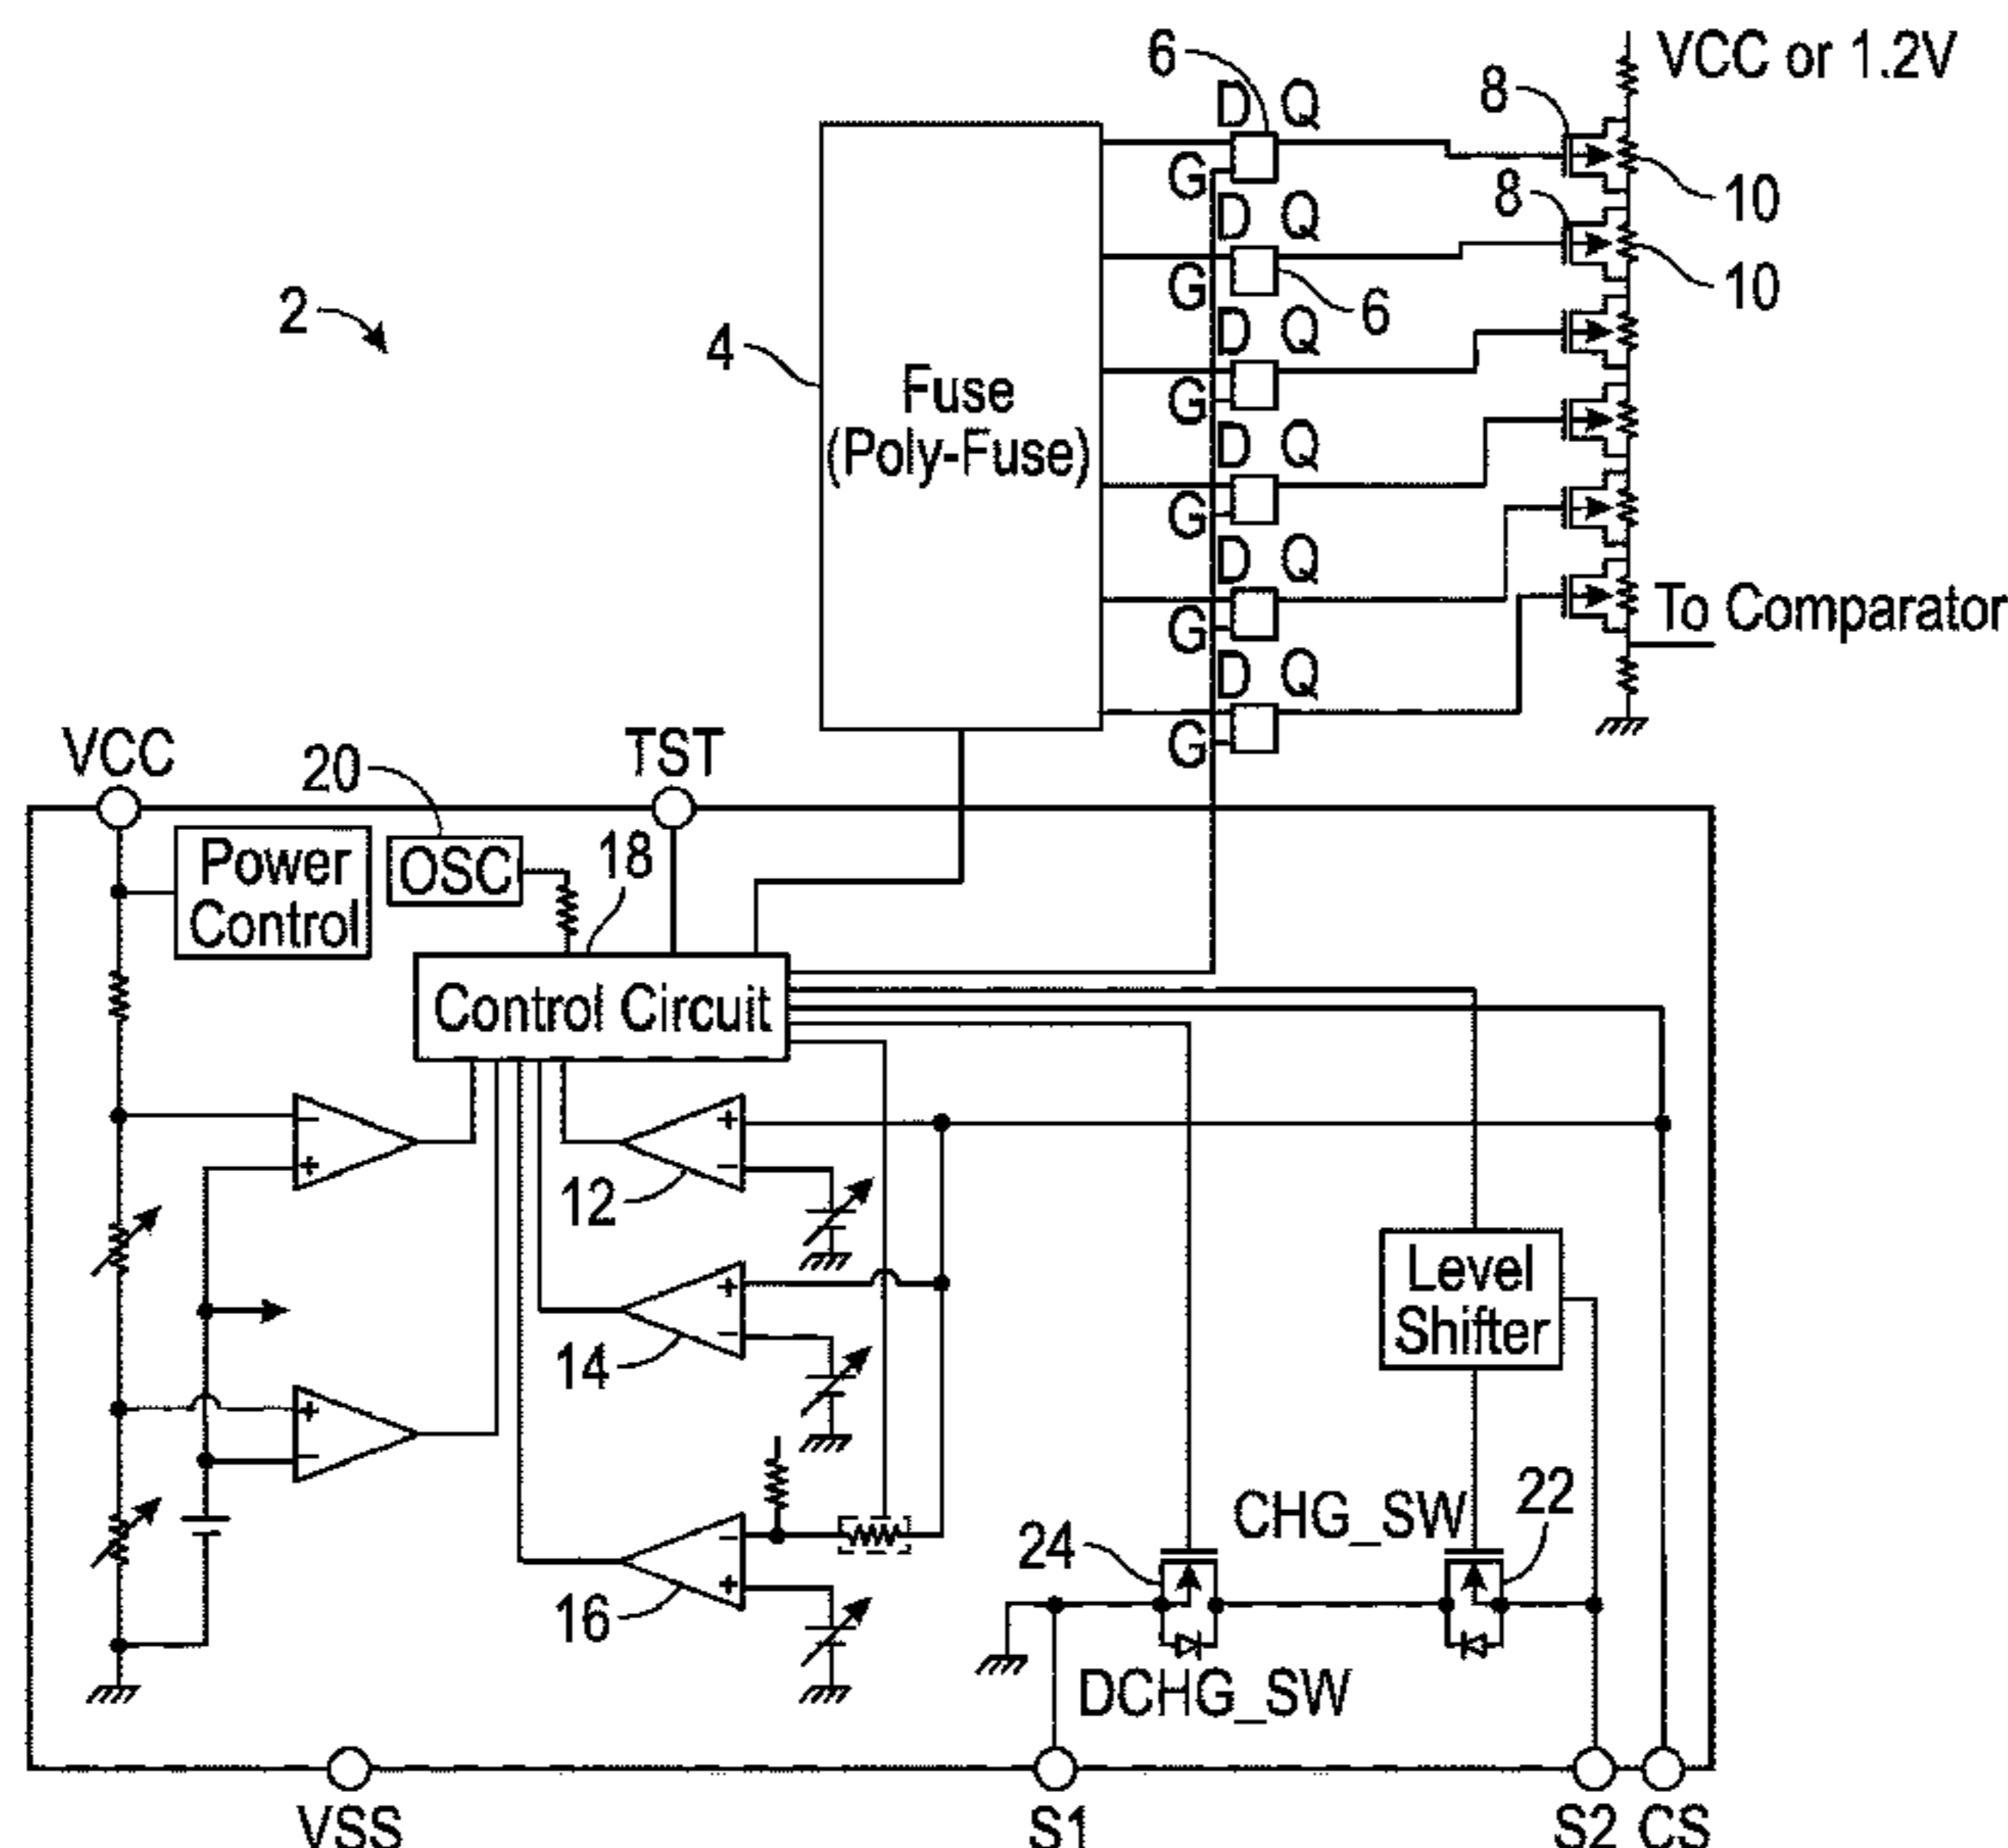 VCC or 1.2V
6
8
D Q
G
10
8
D Q
G
10
6
2
4
Fuse
(Poly-Fuse)
D Q
G
D Q
G
D Q
G
To Comparator
D Q
G
VCC
20
TST
Power
Control
OSC
18
Control Circuit
−
+
+
−
12
+
−
14
Level
Shifter
+
−
−
+
16
24
CHG_SW
22
DCHG_SW
VSS
S1
S2
CS